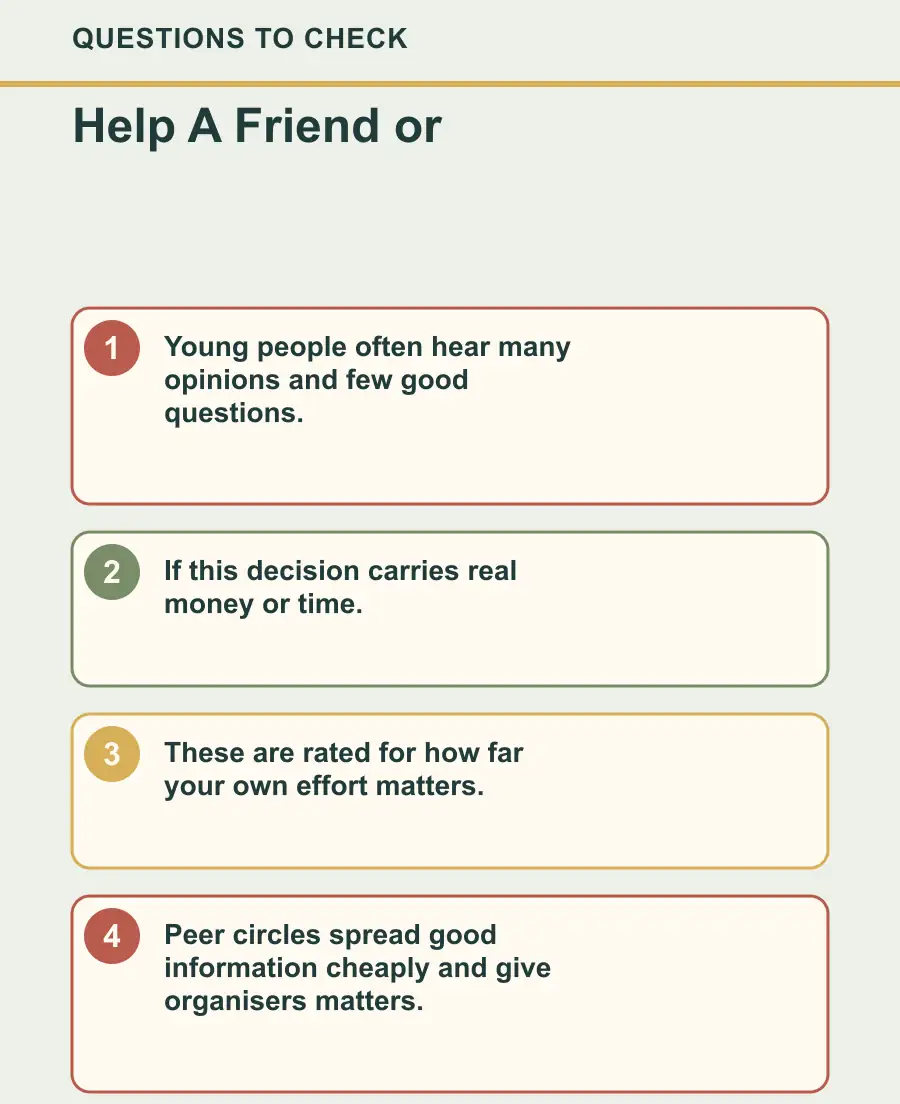 QUESTIONS TO CHECK
Help A Friend or
1
Young people often hear many
opinions and few good
questions.
2
If this decision carries real
money or time.
3
These are rated for how far
your own effort matters.
4
Peer circles spread good
information cheaply and give
organisers matters.